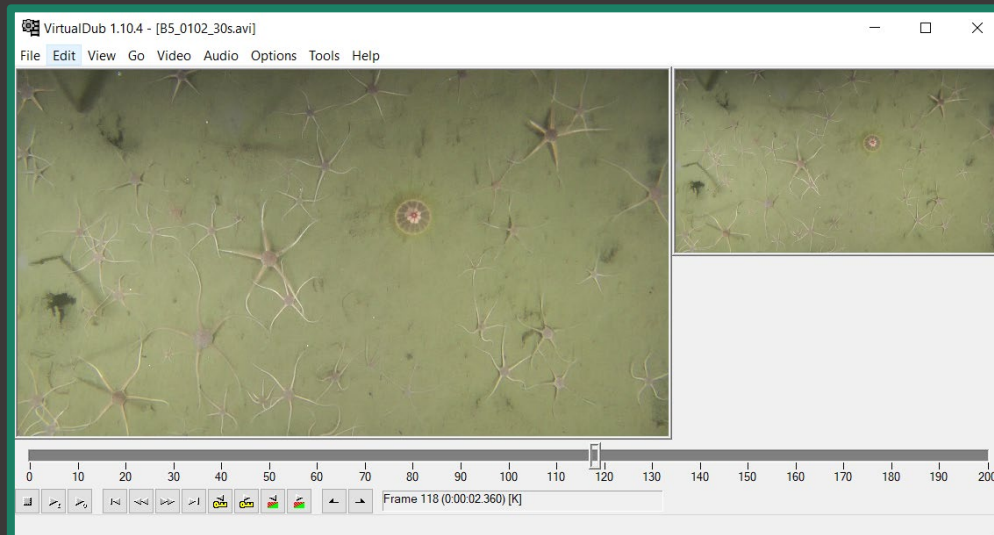 VirtualDub 1.10.4 - [B5_0102_30s.avi]
File Edit View Go Video Audio Options Tools Help
0 10 20 30 40 50 60 70 80 90 100 110 120 130 140 150 160 170 180 190 200
Frame 118 (0:00:02.360) [K]